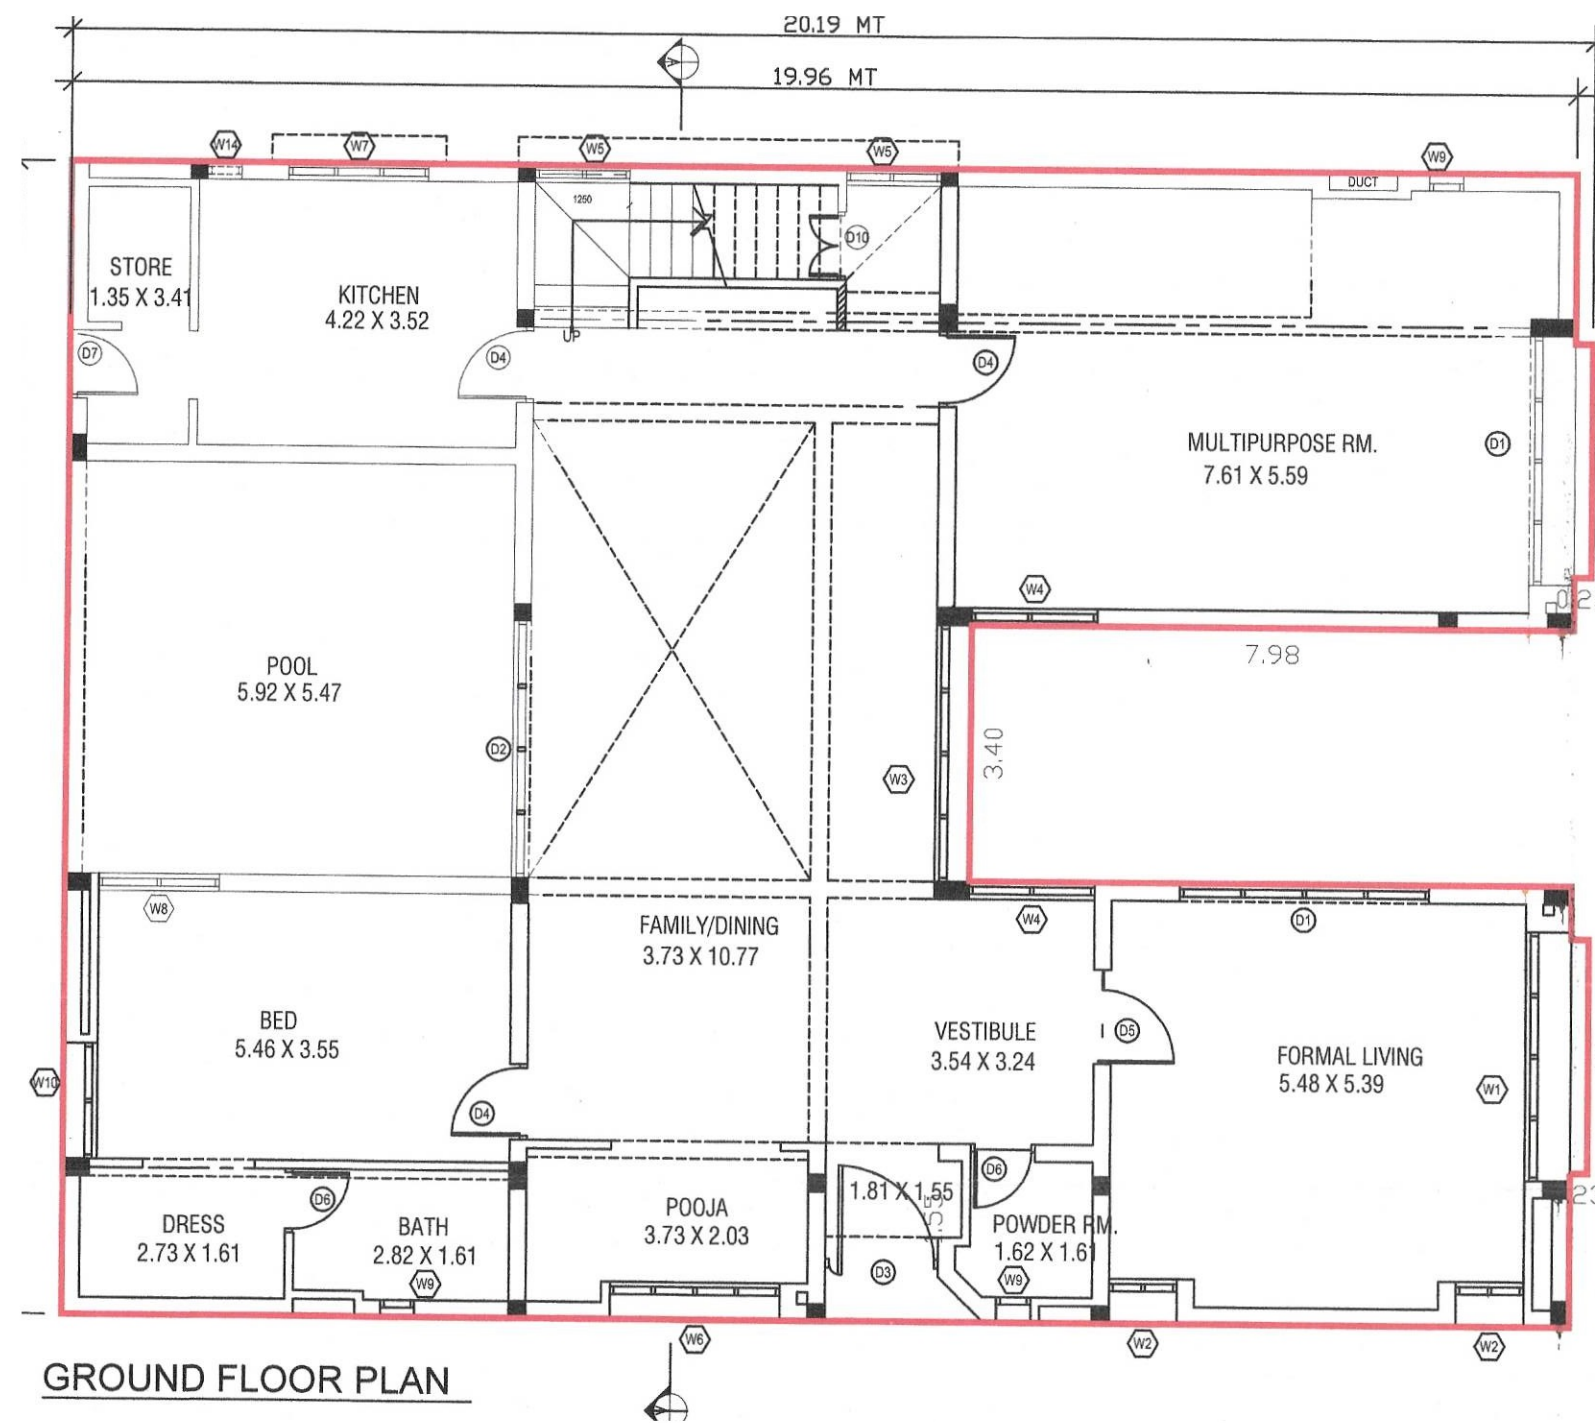 20.19 MT
19.96 MT
W14
W7
W5
W5
W9
DUCT
1250
D10
STORE
1.35 X 3.41
KITCHEN
4.22 X 3.52
UP
D7
D4
D4
MULTIPURPOSE RM.
7.61 X 5.59
D1
W4
7.98
POOL
5.92 X 5.47
D2
W3
3.40
W8
W4
D1
FAMILY/DINING
3.73 X 10.77
BED
5.46 X 3.55
VESTIBULE
3.54 X 3.24
D5
FORMAL LIVING
5.48 X 5.39
W10
W1
D4
D6
D6
1.81 X 1.55
DRESS
2.73 X 1.61
BATH
2.82 X 1.61
POOJA
3.73 X 2.03
POWDER RM.
1.62 X 1.61
W9
D3
W9
W6
W2
W2
GROUND FLOOR PLAN
A